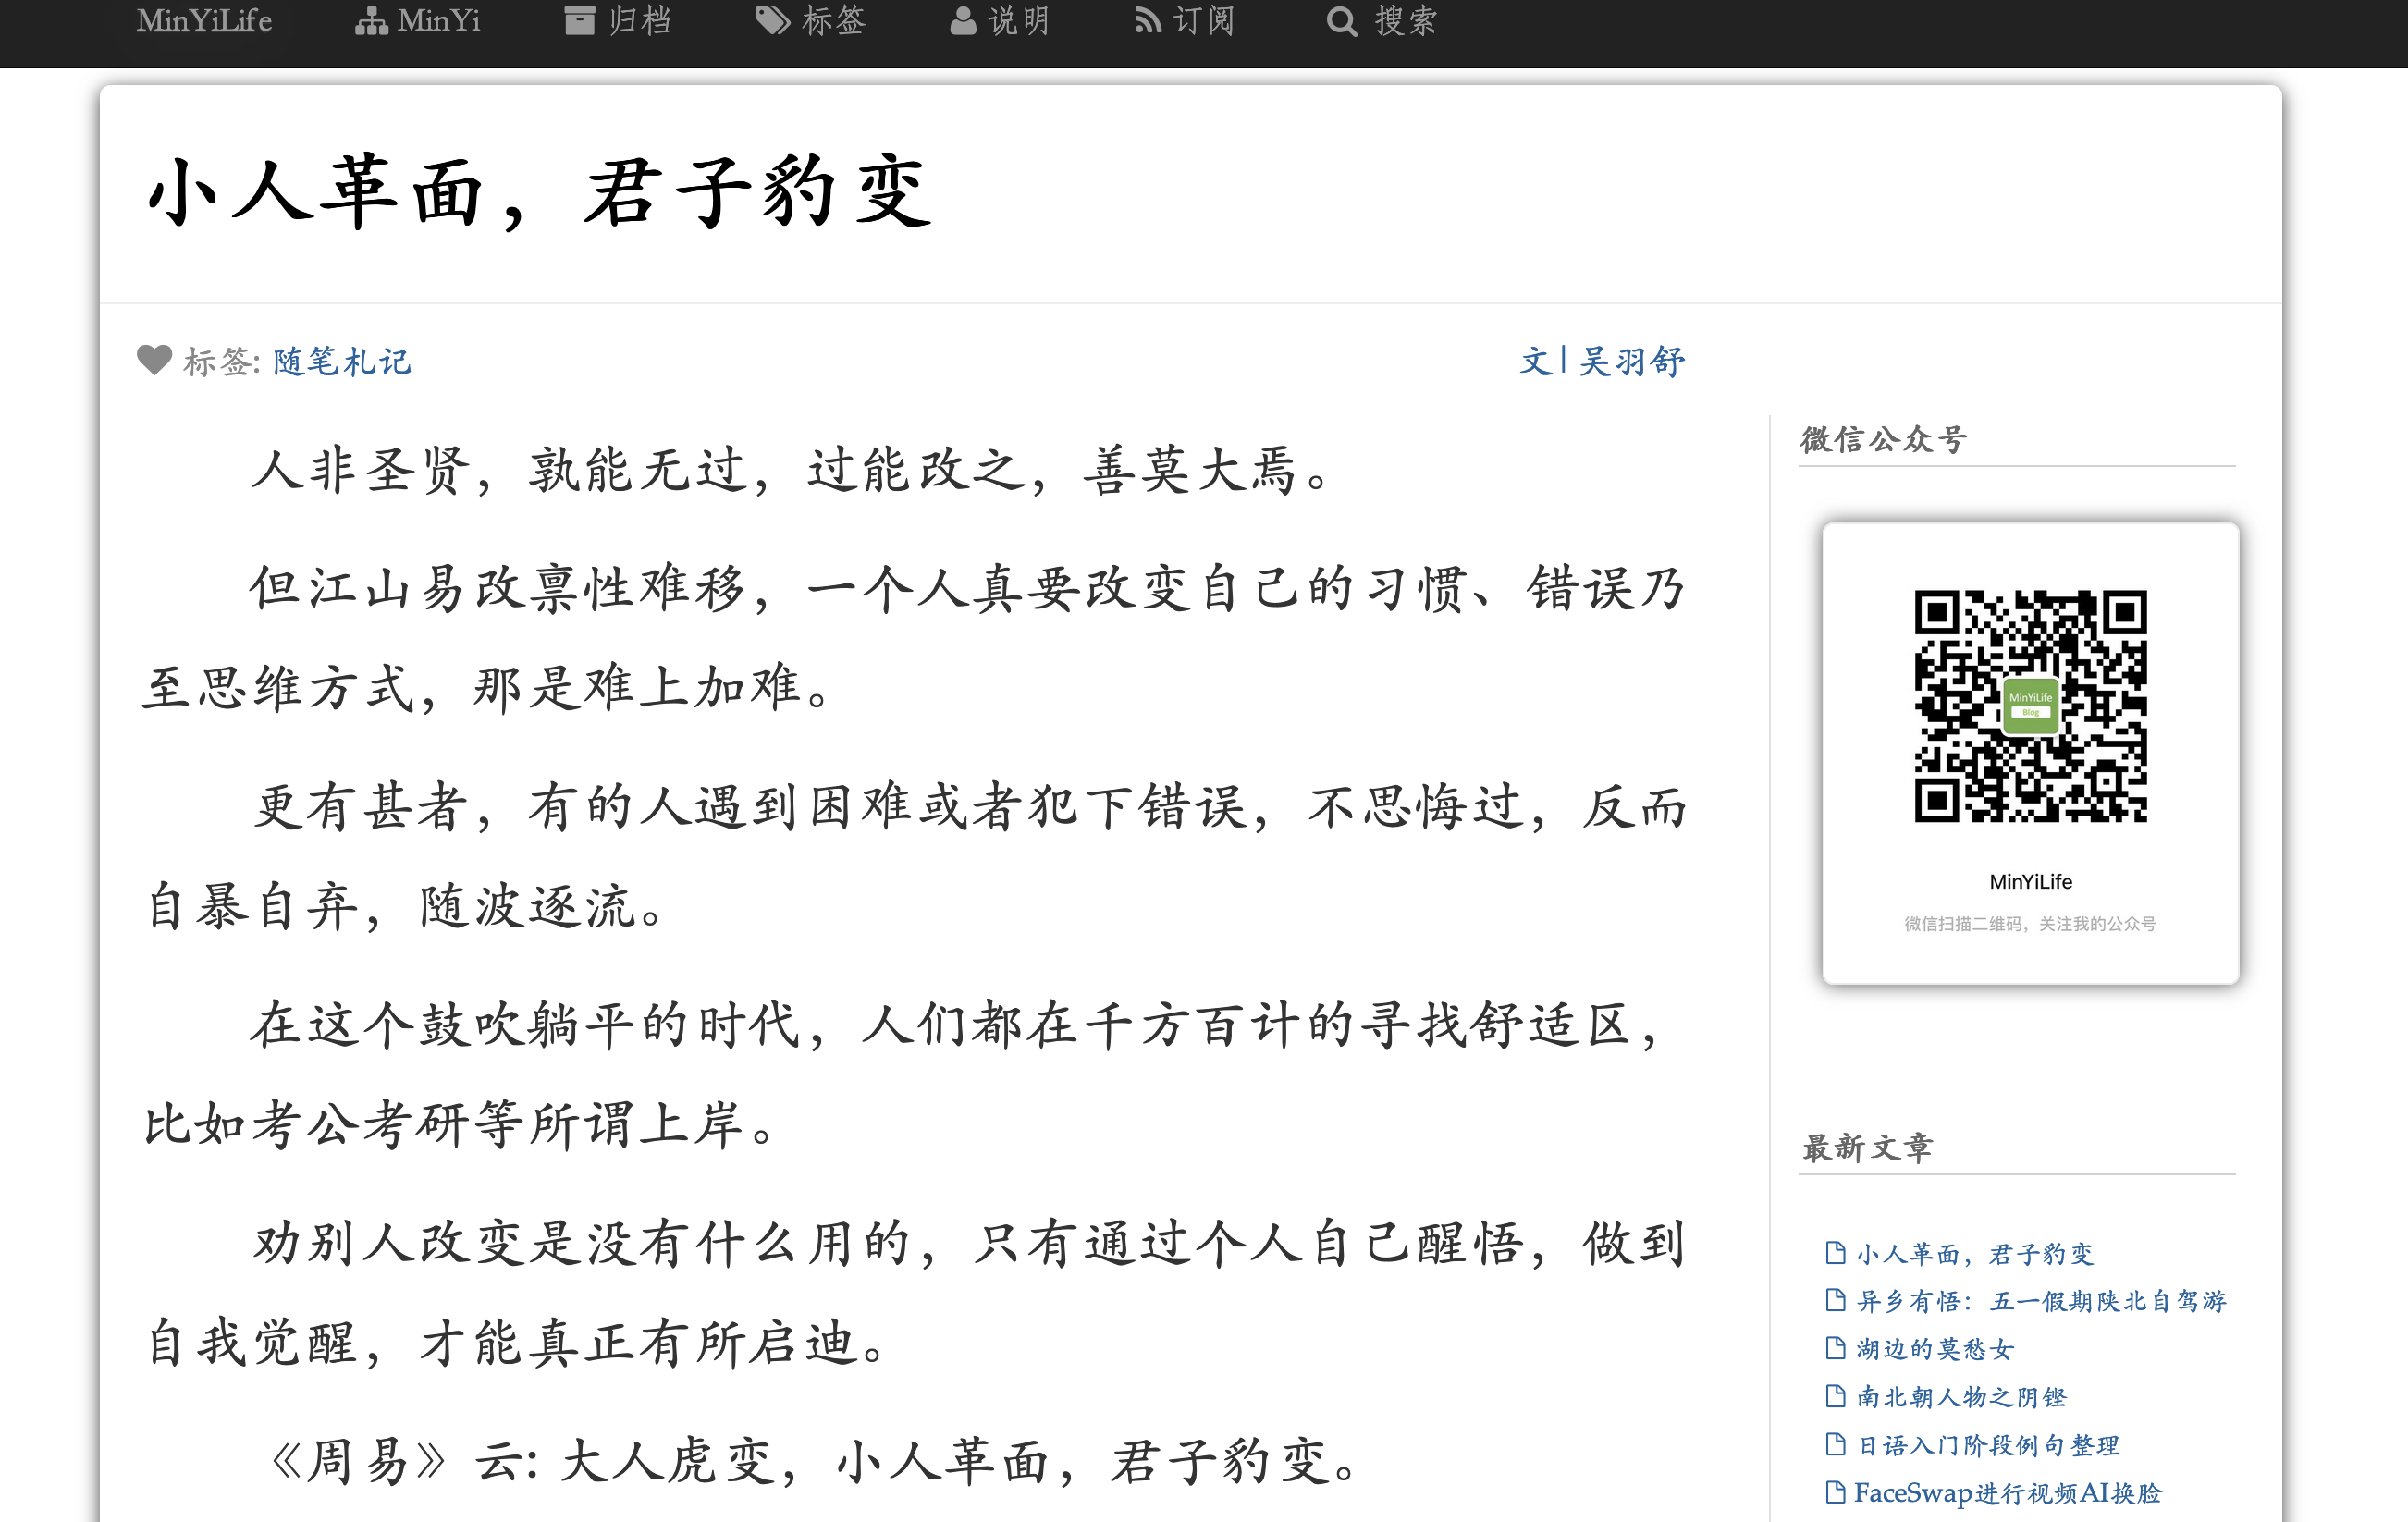 MinYiLife MinYi 归档 标签 说明 订阅 搜索
小人革面，君子豹变
标签: 随笔札记
文 | 吴羽舒
人非圣贤，孰能无过，过能改之，善莫大焉。
但江山易改禀性难移，一个人真要改变自己的习惯、错误乃
至思维方式，那是难上加难。
更有甚者，有的人遇到困难或者犯下错误，不思悔过，反而
自暴自弃，随波逐流。
在这个鼓吹躺平的时代，人们都在千方百计的寻找舒适区，
比如考公考研等所谓上岸。
劝别人改变是没有什么用的，只有通过个人自己醒悟，做到
自我觉醒，才能真正有所启迪。
《周易》云: 大人虎变，小人革面，君子豹变。
微信公众号
MinYiLife
Blog
MinYiLife
微信扫描二维码，关注我的公众号
最新文章
小人革面，君子豹变
异乡有悟：五一假期陕北自驾游
湖边的莫愁女
南北朝人物之阴铿
日语入门阶段例句整理
FaceSwap进行视频AI换脸